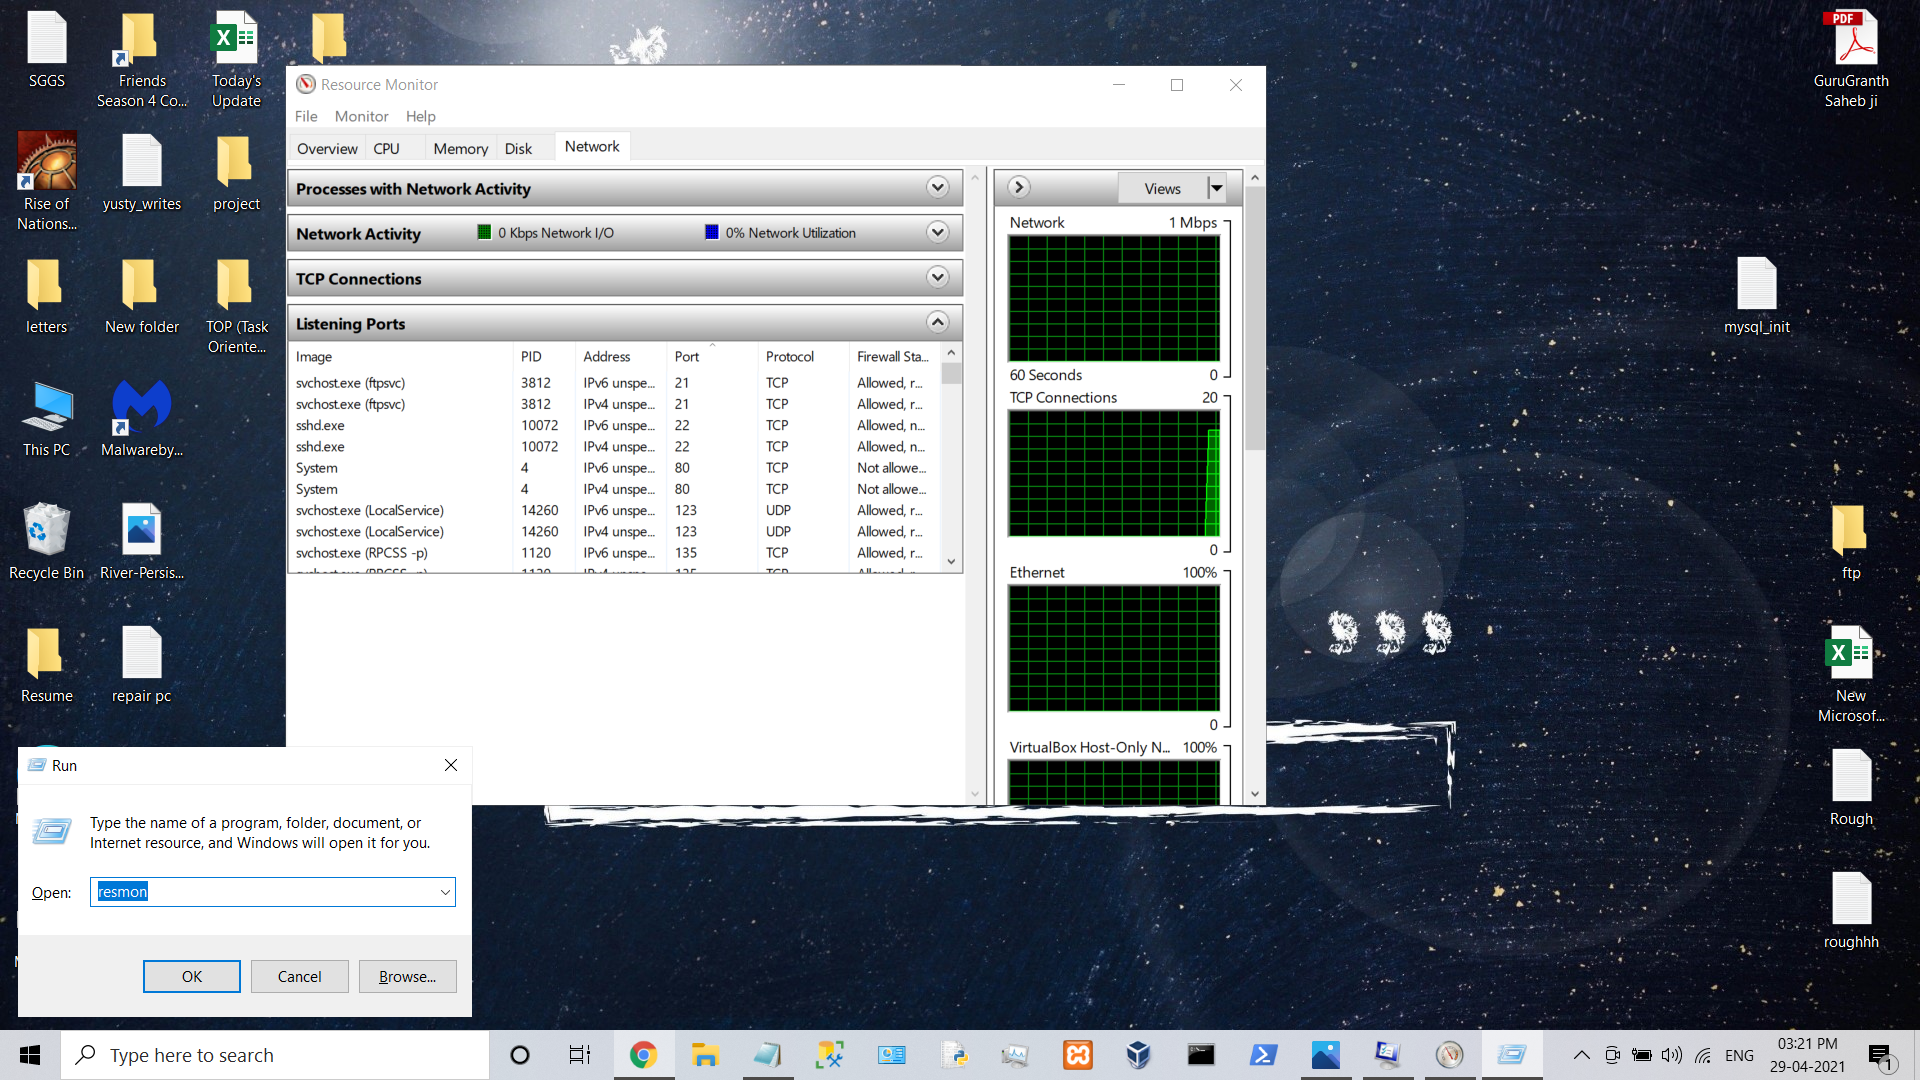 SGGS
Friends
Season 4 Co...
Today's
Update
Rise of
Nations...
yusty_writes
project
letters
New folder
TOP (Task
Oriente...
This PC
Malwareby...
Recycle Bin
River-Persis...
Resume
repair pc
Resource Monitor
File Monitor Help
Overview CPU Memory Disk Network
Processes with Network Activity
Network Activity 0 Kbps Network I/O 0% Network Utilization
TCP Connections
Listening Ports
Image PID Address Port Protocol Firewall Sta...
svchost.exe (ftpsvc) 3812 IPv6 unspe... 21 TCP Allowed, r...
svchost.exe (ftpsvc) 3812 IPv4 unspe... 21 TCP Allowed, r...
sshd.exe 10072 IPv6 unspe... 22 TCP Allowed, n...
sshd.exe 10072 IPv4 unspe... 22 TCP Allowed, n...
System 4 IPv6 unspe... 80 TCP Not allowe...
System 4 IPv4 unspe... 80 TCP Not allowe...
svchost.exe (LocalService) 14260 IPv6 unspe... 123 UDP Allowed, r...
svchost.exe (LocalService) 14260 IPv4 unspe... 123 UDP Allowed, r...
svchost.exe (RPCSS -p) 1120 IPv6 unspe... 135 TCP Allowed, r...
Views
Network 1 Mbps
60 Seconds 0
TCP Connections 20
0
Ethernet 100%
0
VirtualBox Host-Only N... 100%
PDF
GuruGranth
Saheb ji
mysql_init
ftp
New
Microsof...
Rough
roughhh
Run
Type the name of a program, folder, document, or
Internet resource, and Windows will open it for you.
Open: resmon
OK Cancel Browse...
Type here to search
ENG
03:21 PM
29-04-2021
1